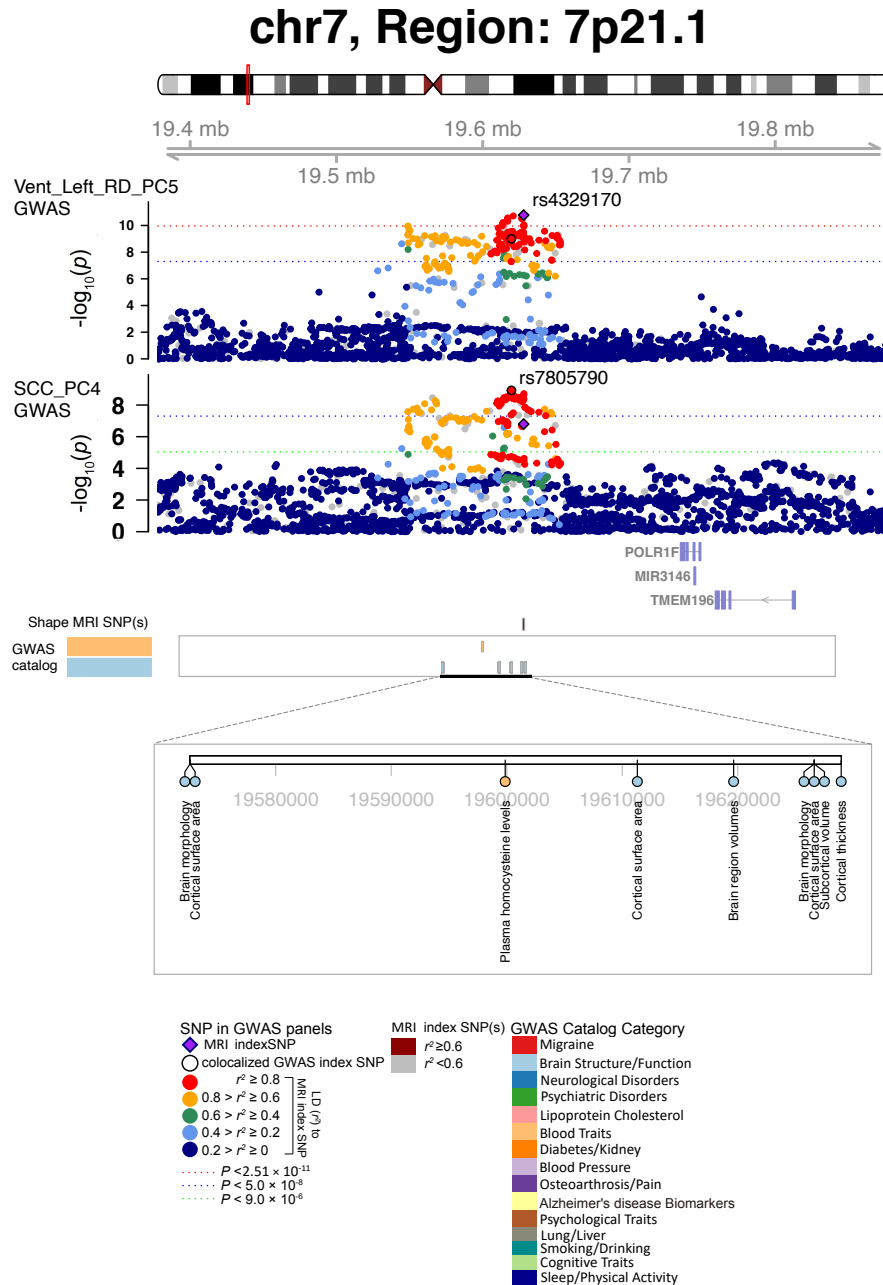 chr7, Region: 7p21.1
19.4 mb
19.6 mb
19.8 mb
19.5 mb
19.7 mb
Vent_Left_RD_PC5
GWAS
rs4329170
-log10(p)
10
8
6
4
2
0
SCC_PC4
GWAS
rs7805790
-log10(p)
8
6
4
2
0
POLR1F
MIR3146
TMEM196
Shape MRI SNP(s)
GWAS
catalog
19580000
19590000
19600000
19610000
19620000
Brain morphology
Cortical surface area
Plasma homocysteine levels
Cortical surface area
Brain region volumes
Brain morphology
Cortical surface area
Subcortical volume
Cortical thickness
SNP in GWAS panels
MRI indexSNP
colocalized GWAS index SNP
r² ≥ 0.8
0.8 > r² ≥ 0.6
0.6 > r² ≥ 0.4
0.4 > r² ≥ 0.2
0.2 > r² ≥ 0
LD (r²) to
MRI index SNP
P <2.51 × 10⁻¹¹
P < 5.0 × 10⁻⁸
P < 9.0 × 10⁻⁶
MRI index SNP(s)
r²≥0.6
r²<0.6
GWAS Catalog Category
Migraine
Brain Structure/Function
Neurological Disorders
Psychiatric Disorders
Lipoprotein Cholesterol
Blood Traits
Diabetes/Kidney
Blood Pressure
Osteoarthrosis/Pain
Alzheimer's disease Biomarkers
Psychological Traits
Lung/Liver
Smoking/Drinking
Cognitive Traits
Sleep/Physical Activity